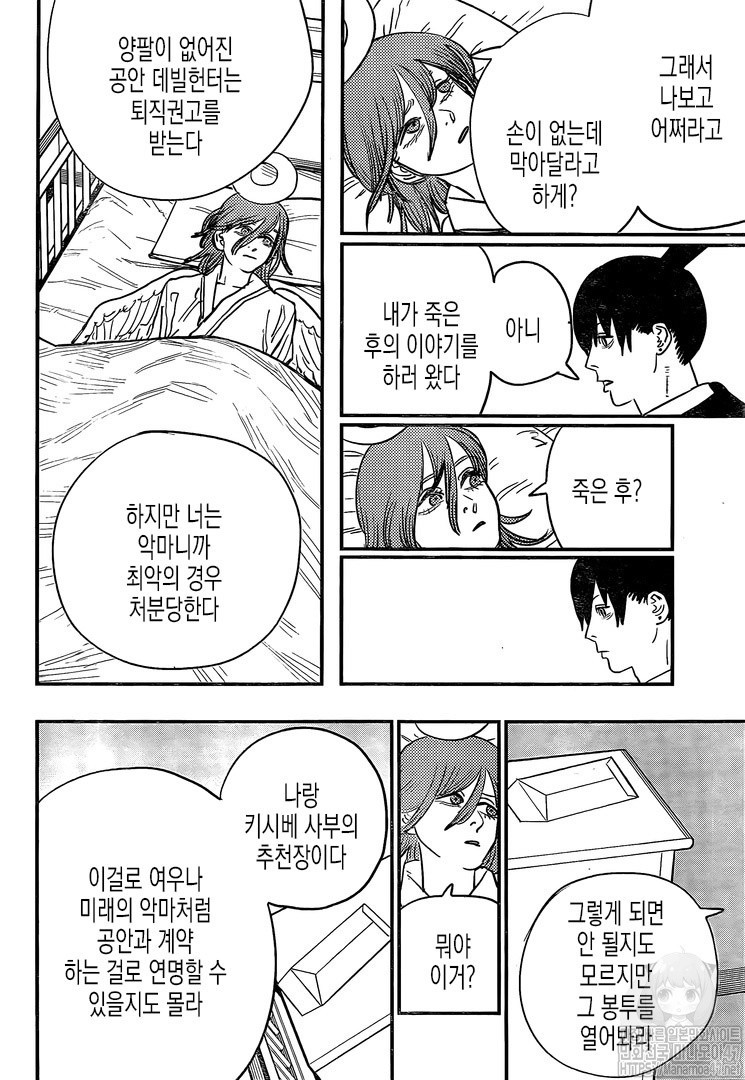 그래서
나보고
어쩌라고
손이 없는데
막아달라고
하게?
아니
내가 죽은
후의 이야기를
하러 왔다
죽은 후?
양팔이 없어진
공안 데빌헌터는
퇴직권고를
받는다
하지만 너는
악마니까
최악의 경우
처분당한다
그렇게 되면
안 될지도
모르지만
그 봉투를
열어봐라
뭐야
이거?
나랑
키시베 사부의
추천장이다
이걸로 여우나
미래의 악마처럼
공안과 계약
하는 걸로 연명할 수
있을지도 몰라